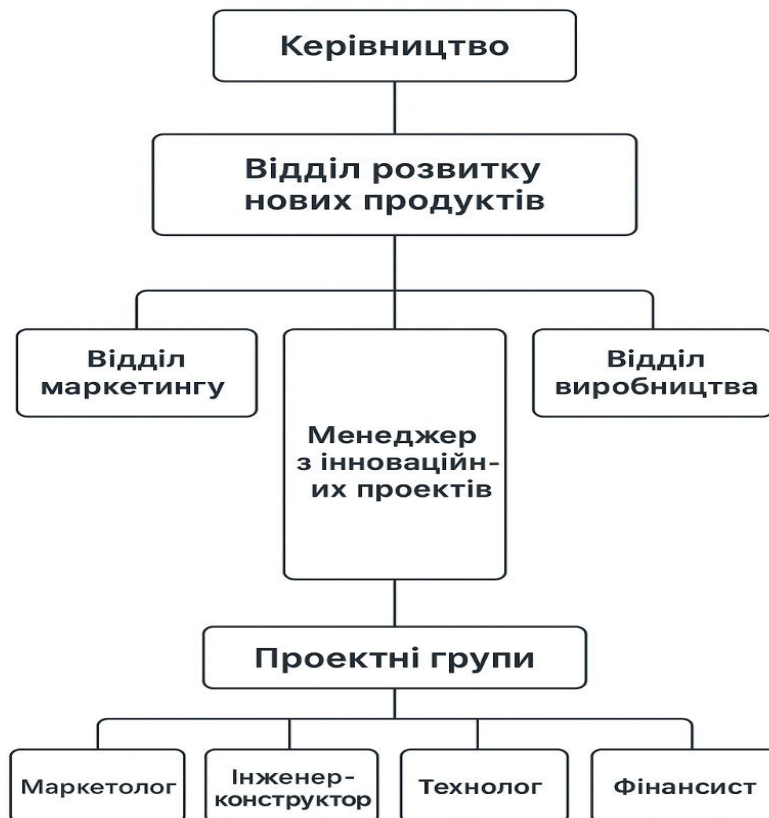 Керівництво
Відділ розвитку
нових продуктів
Відділ
маркетингу
Менеджер
з інноваційн-
их проектів
Відділ
виробництва
Проектні групи
Маркетолог
Інженер-
конструктор
Технолог
Фінансист